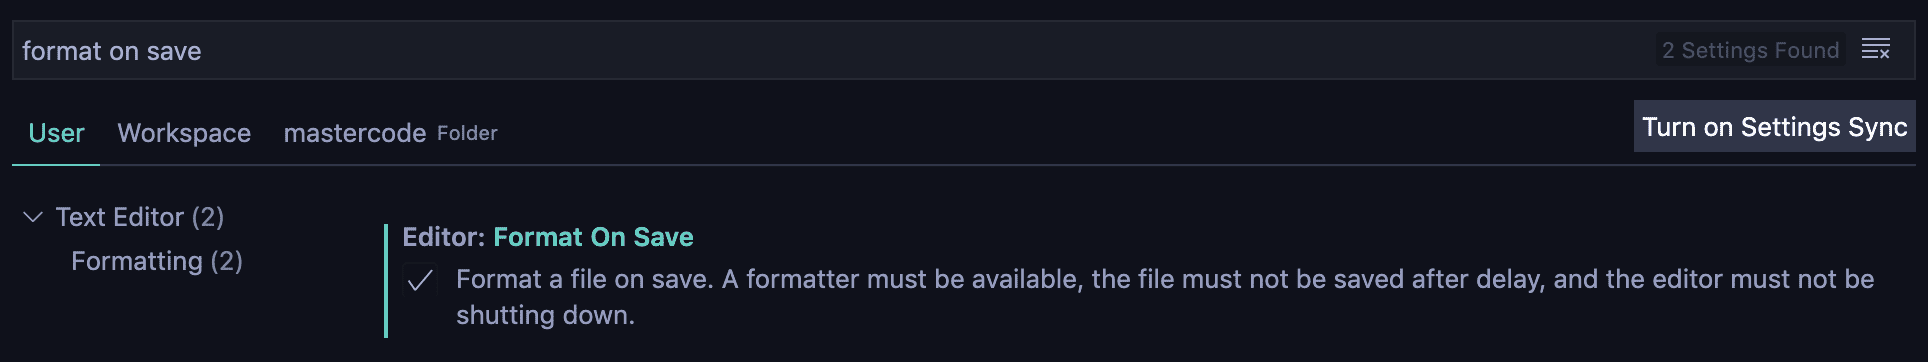 format on save
2 Settings Found
User
Workspace
mastercode Folder
Turn on Settings Sync
Text Editor (2)
Formatting (2)
Editor: Format On Save
Format a file on save. A formatter must be available, the file must not be saved after delay, and the editor must not be
shutting down.